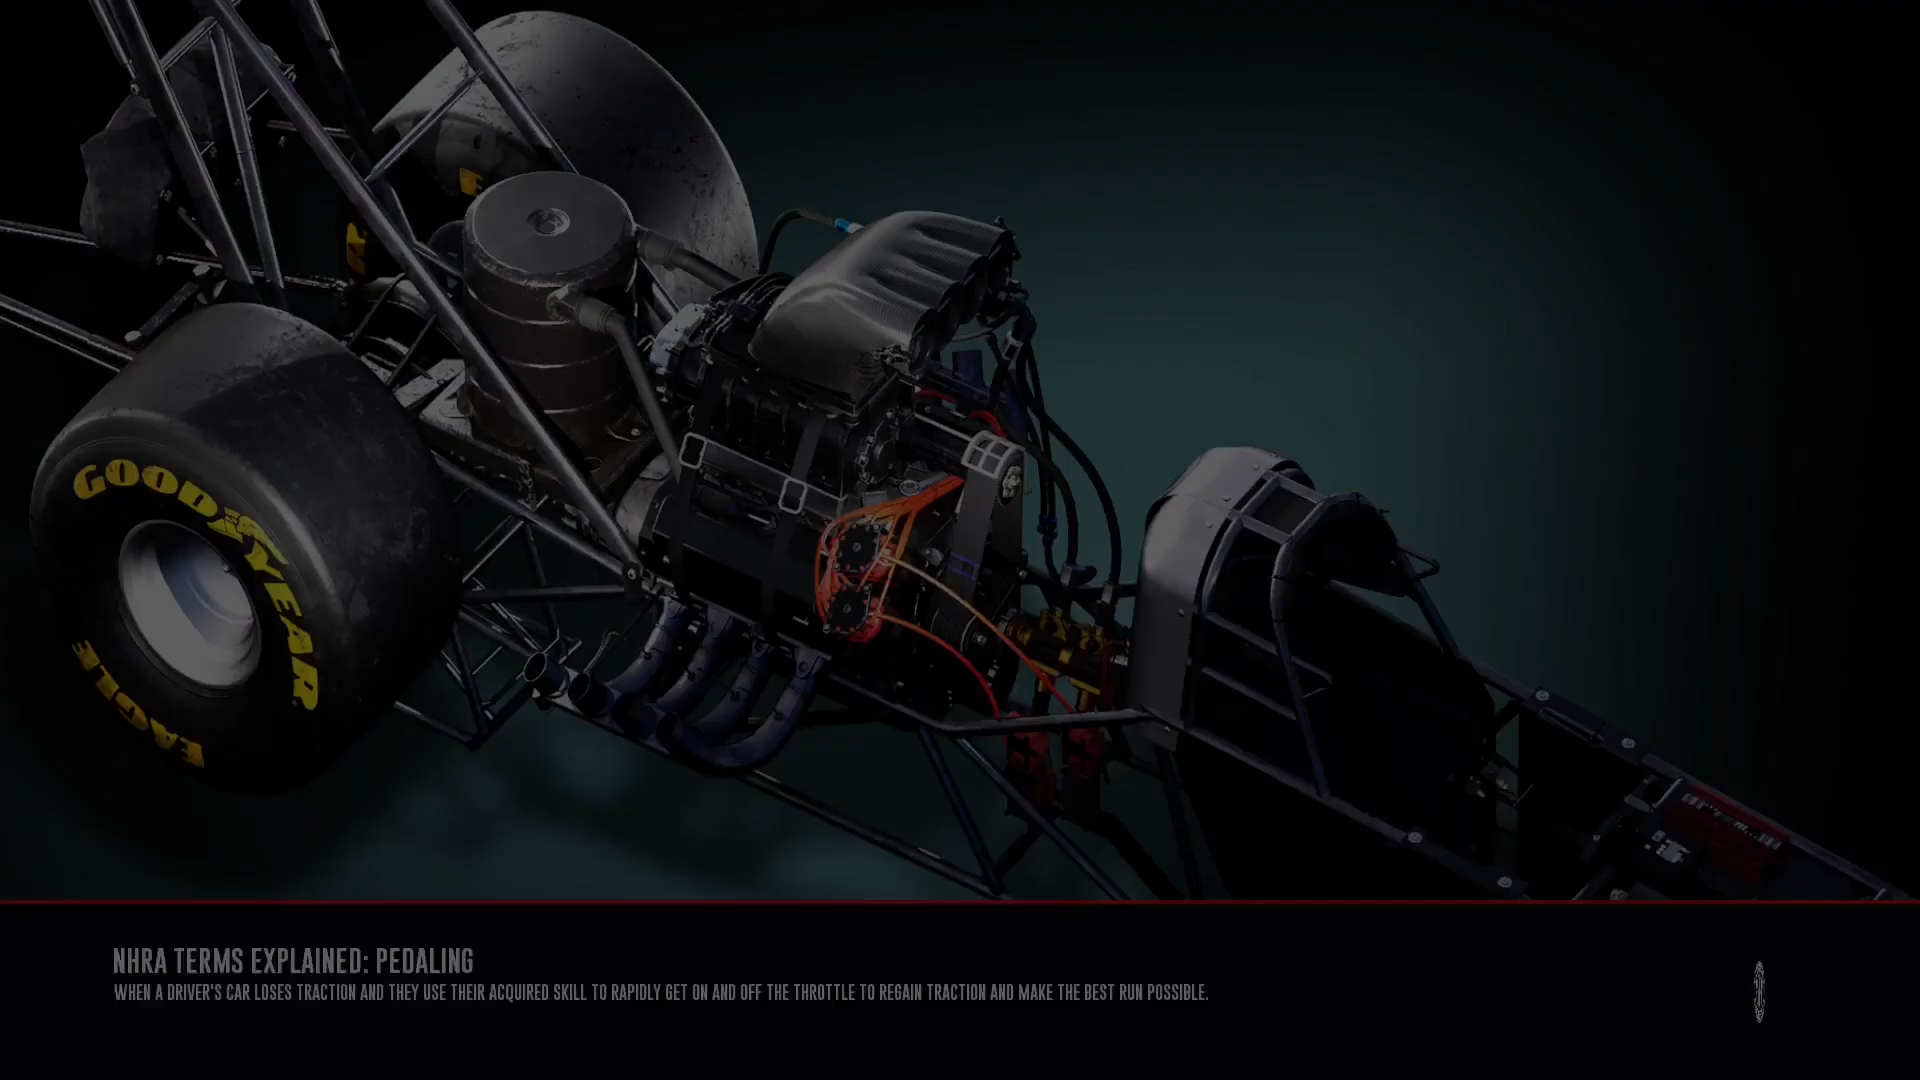 GOODYEAR
EAGLE
NHRA TERMS EXPLAINED: PEDALING
WHEN A DRIVER'S CAR LOSES TRACTION AND THEY USE THEIR ACQUIRED SKILL TO RAPIDLY GET ON AND OFF THE THROTTLE TO REGAIN TRACTION AND MAKE THE BEST RUN POSSIBLE.